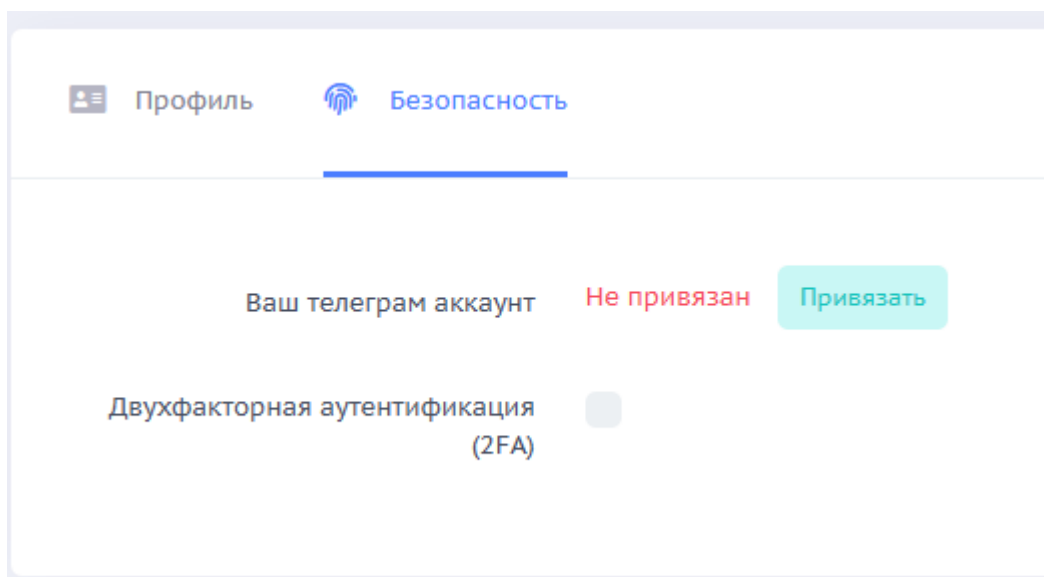 Профиль Безопасность
Ваш телеграм аккаунт Не привязан Привязать
Двухфакторная аутентификация
(2FA)